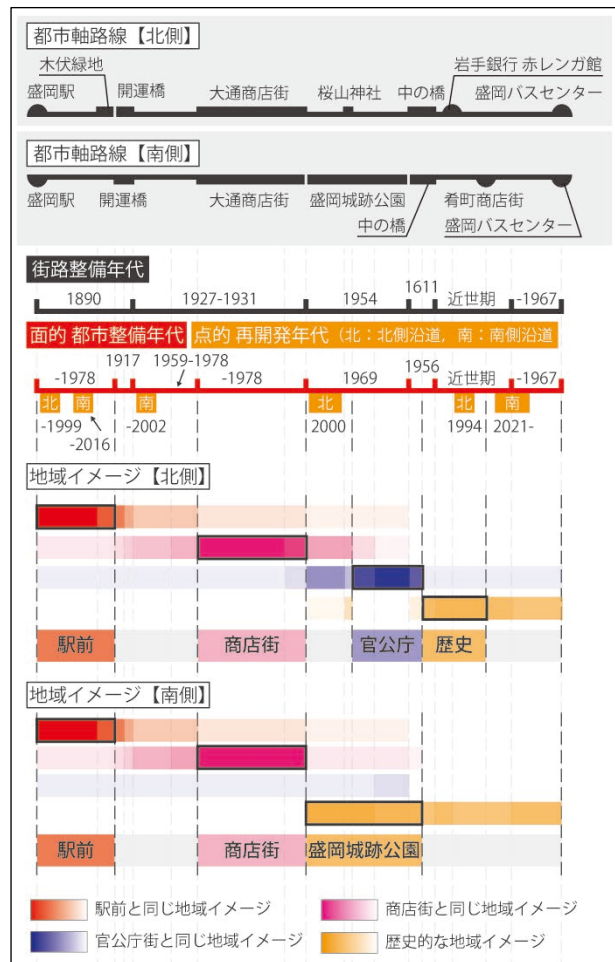 都市軸路線【北側】
木伏緑地
岩手銀行 赤レンガ館
盛岡駅 開運橋 大通商店街 桜山神社 中の橋 盛岡バスセンター
都市軸路線【南側】
盛岡駅 開運橋 大通商店街 盛岡城跡公園 肴町商店街
中の橋 盛岡バスセンター
街路整備年代
1890 1927-1931 1954 1611 近世期 -1967
面的 都市整備年代 点的 再開発年代（北：北側沿道，南：南側沿道
-1978 1917 1959-1978 -1978 1969 1956 近世期 -1967
北 南 南 北 北 南
-1999 -2016 -2002 2000 1994 2021-
地域イメージ【北側】
駅前 商店街 官公庁 歴史
地域イメージ【南側】
駅前 商店街 盛岡城跡公園
駅前と同じ地域イメージ 商店街と同じ地域イメージ
官公庁街と同じ地域イメージ 歴史的な地域イメージ